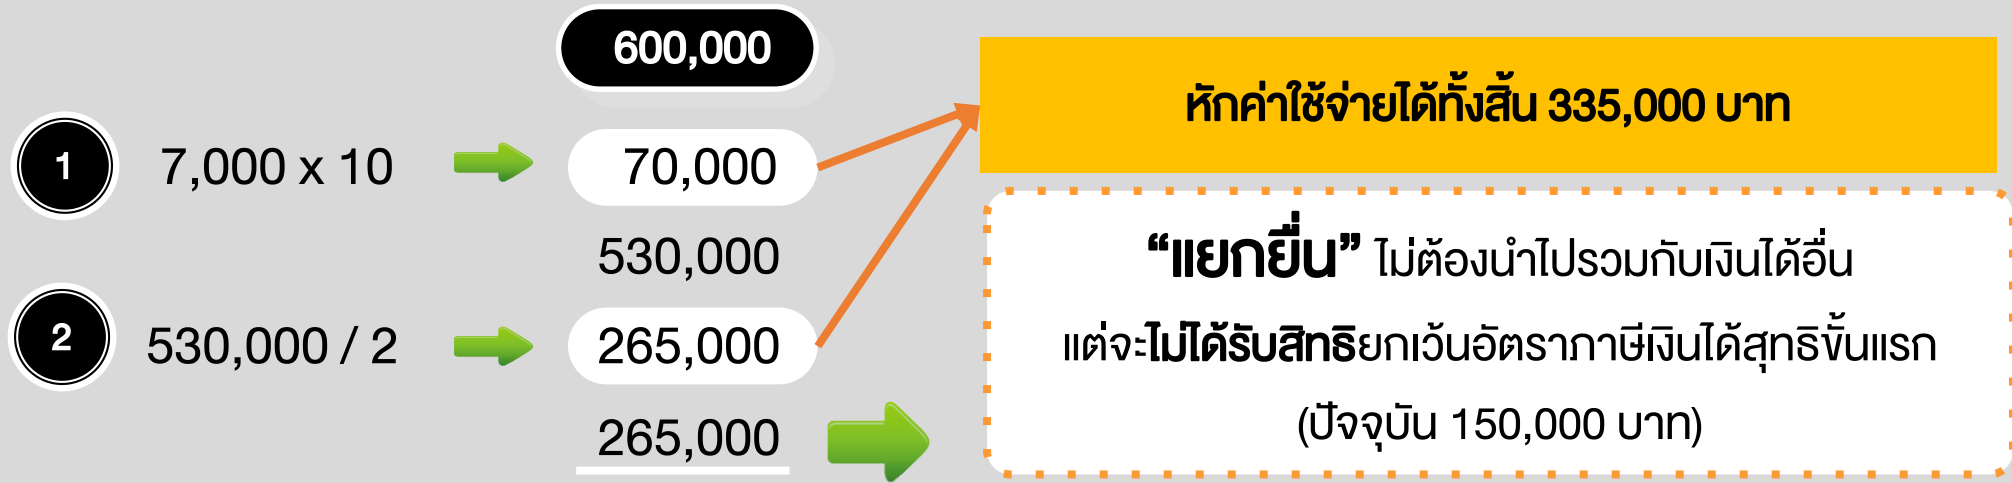 600,000
1 7,000 x 10 70,000
530,000
2 530,000 / 2 265,000
265,000
หักค่าใช้จ่ายได้ทั้งสิ้น 335,000 บาท
“แยกยื่น” ไม่ต้องนำไปรวมกับเงินได้อื่น
แต่จะไม่ได้รับสิทธิยกเว้นอัตราภาษีเงินได้สุทธิขั้นแรก
(ปัจจุบัน 150,000 บาท)